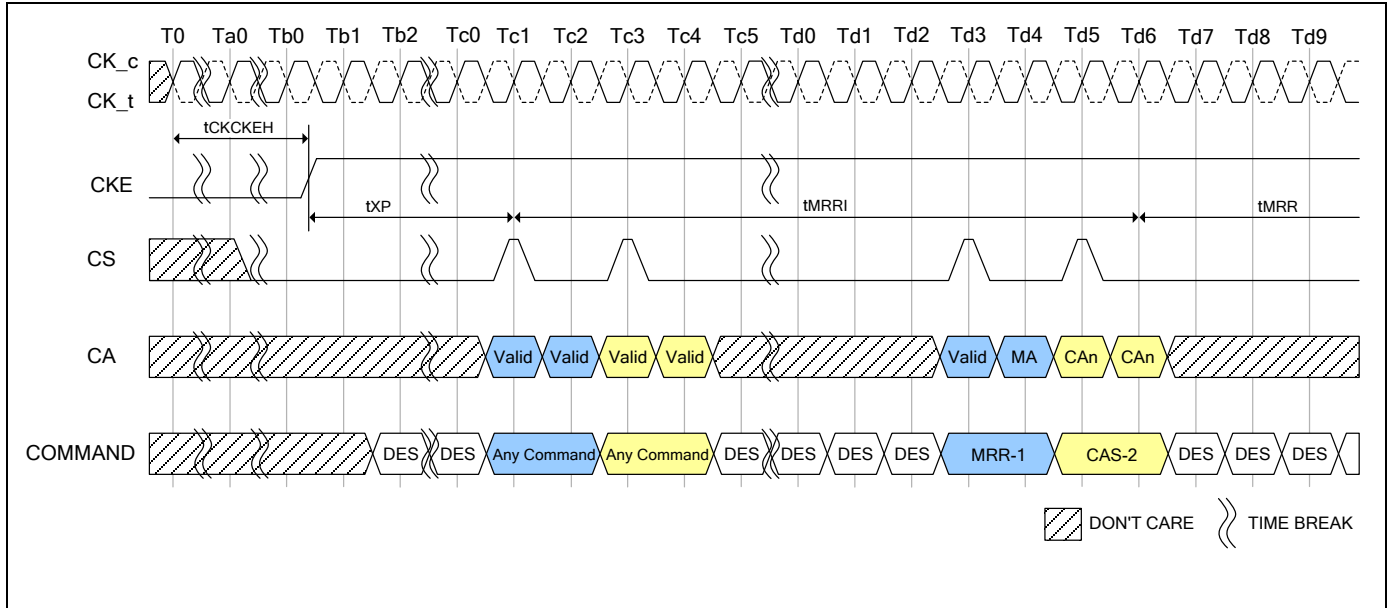 T0 Ta0 Tb0 Tb1 Tb2 Tc0 Tc1 Tc2 Tc3 Tc4 Tc5 Td0 Td1 Td2 Td3 Td4 Td5 Td6 Td7 Td8 Td9
CK_c
CK_t
tCKCKEH
CKE
tXP tMRRI tMRR
CS
CA Valid Valid Valid Valid Valid MA CAn CAn
COMMAND DES DES Any Command Any Command DES DES DES DES MRR-1 CAS-2 DES DES DES
DON'T CARE TIME BREAK